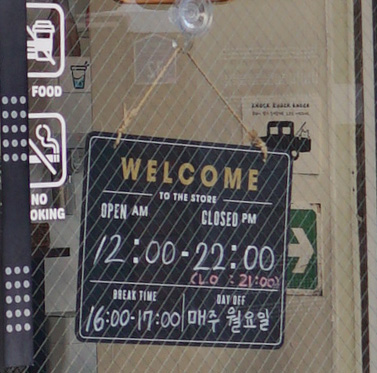 FOOD
NO
OKING
WELCOME
TO THE STORE
OPEN AM CLOSED PM
12:00-22:00
(L.O : 21:00)
BREAK TIME DAY OFF
16:00-17:00 매주 월요일